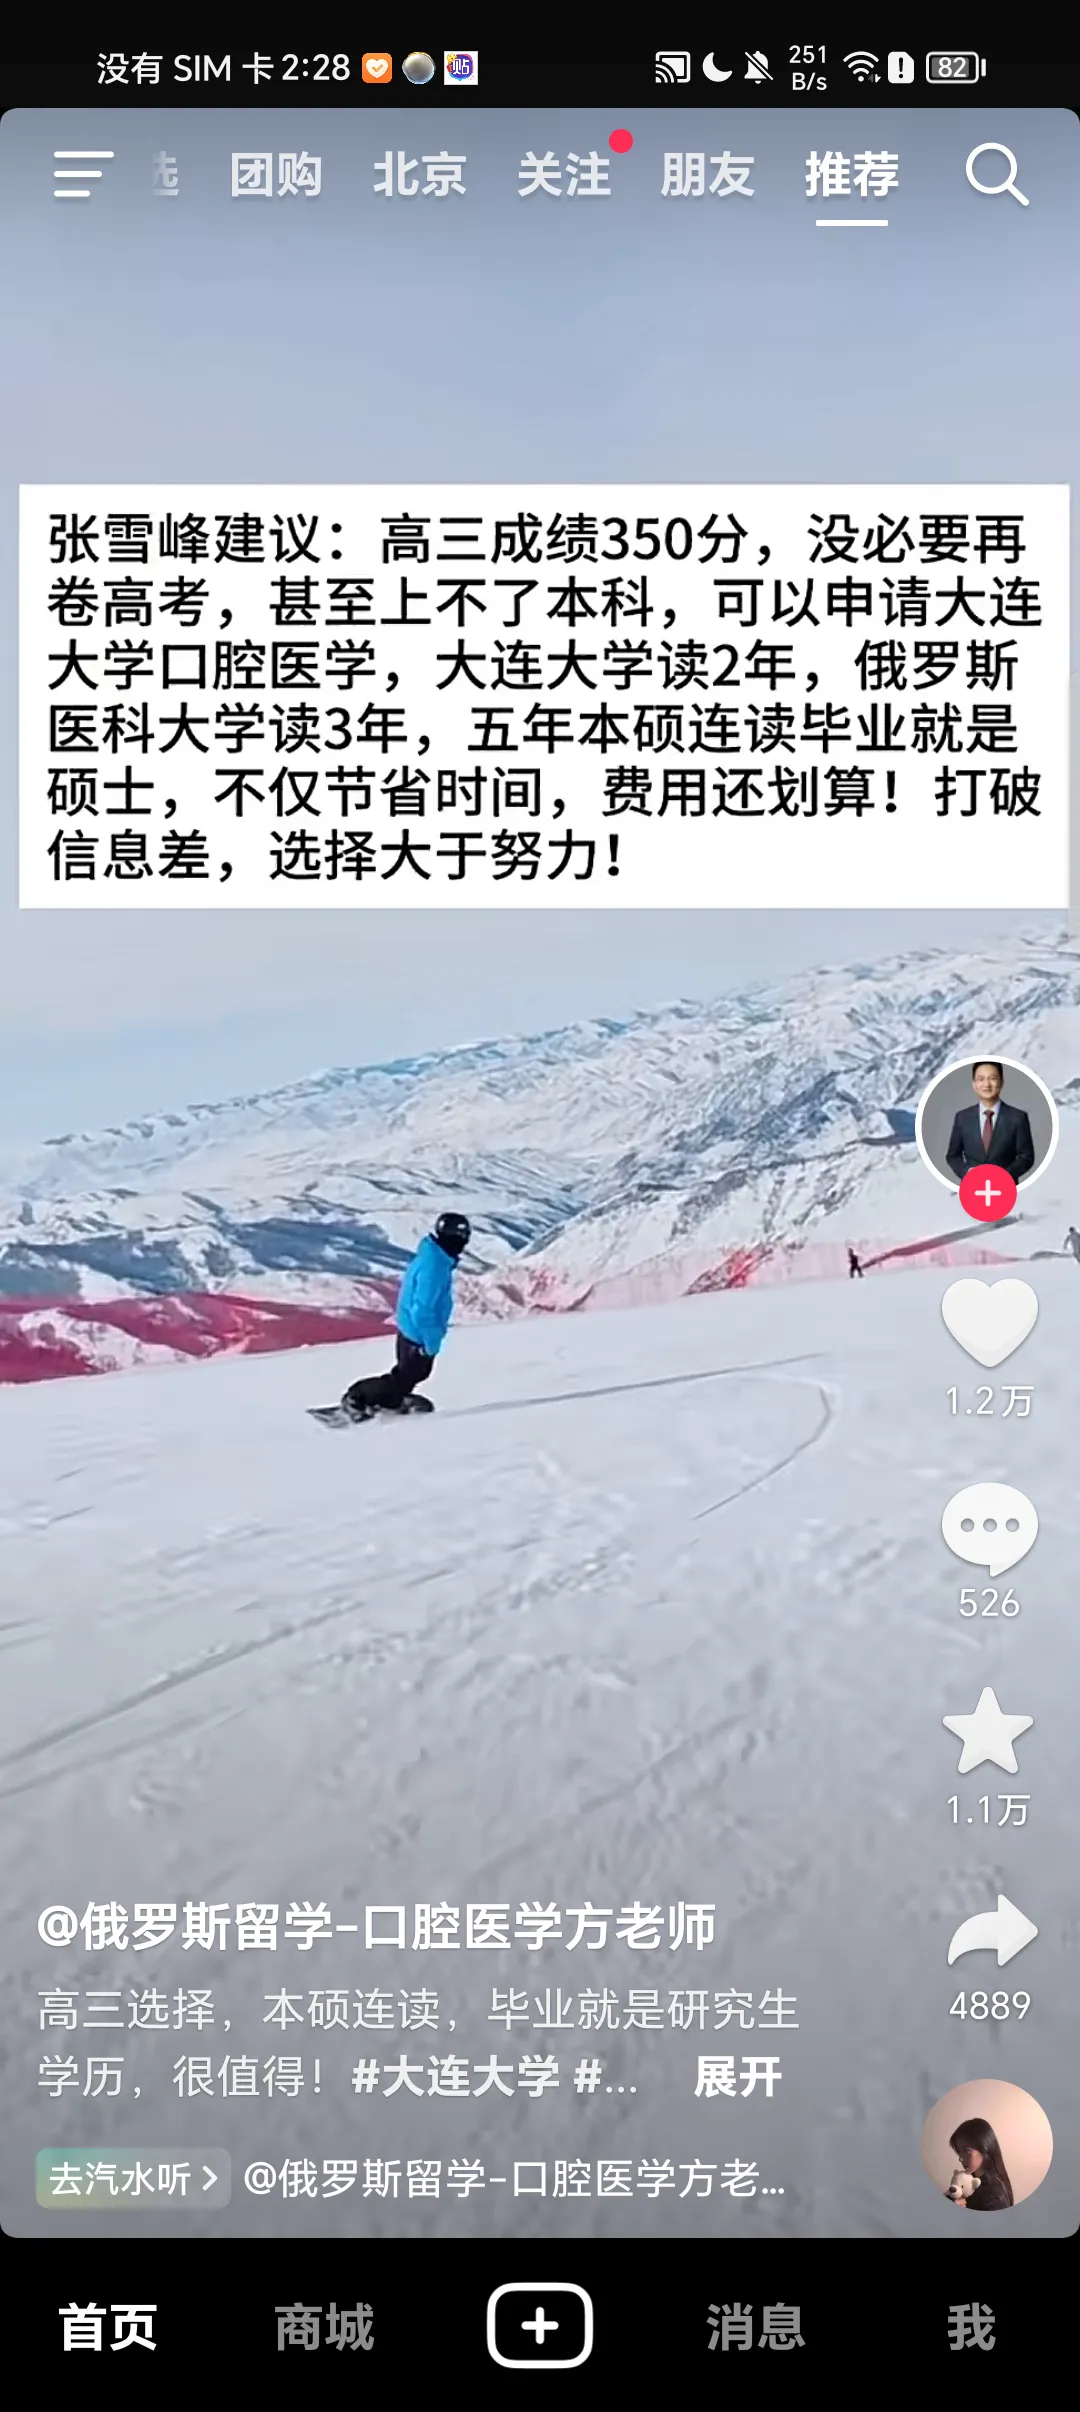 没有 SIM 卡 2:28
贴
251 B/s
82
选 团购 北京 关注 朋友 推荐
张雪峰建议：高三成绩350分，没必要再
卷高考，甚至上不了本科，可以申请大连
大学口腔医学，大连大学读2年，俄罗斯
医科大学读3年，五年本硕连读毕业就是
硕士，不仅节省时间，费用还划算！打破
信息差，选择大于努力！
1.2万
526
1.1万
4889
@俄罗斯留学-口腔医学方老师
高三选择，本硕连读，毕业就是研究生
学历，很值得！#大连大学 #... 展开
去汽水听 > @俄罗斯留学-口腔医学方老...
首页 商城 消息 我